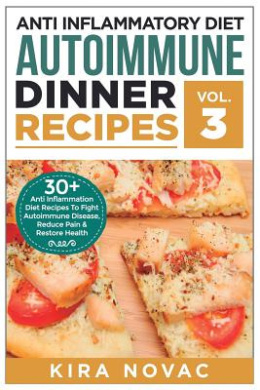 ANTI INFLAMMATORY DIET
AUTOIMMUNE
DINNER
RECIPES
VOL.
3
30+
Anti Inflammation
Diet Recipes To Fight
Autoimmune Disease,
Reduce Pain &
Restore Health
KIRA NOVAC